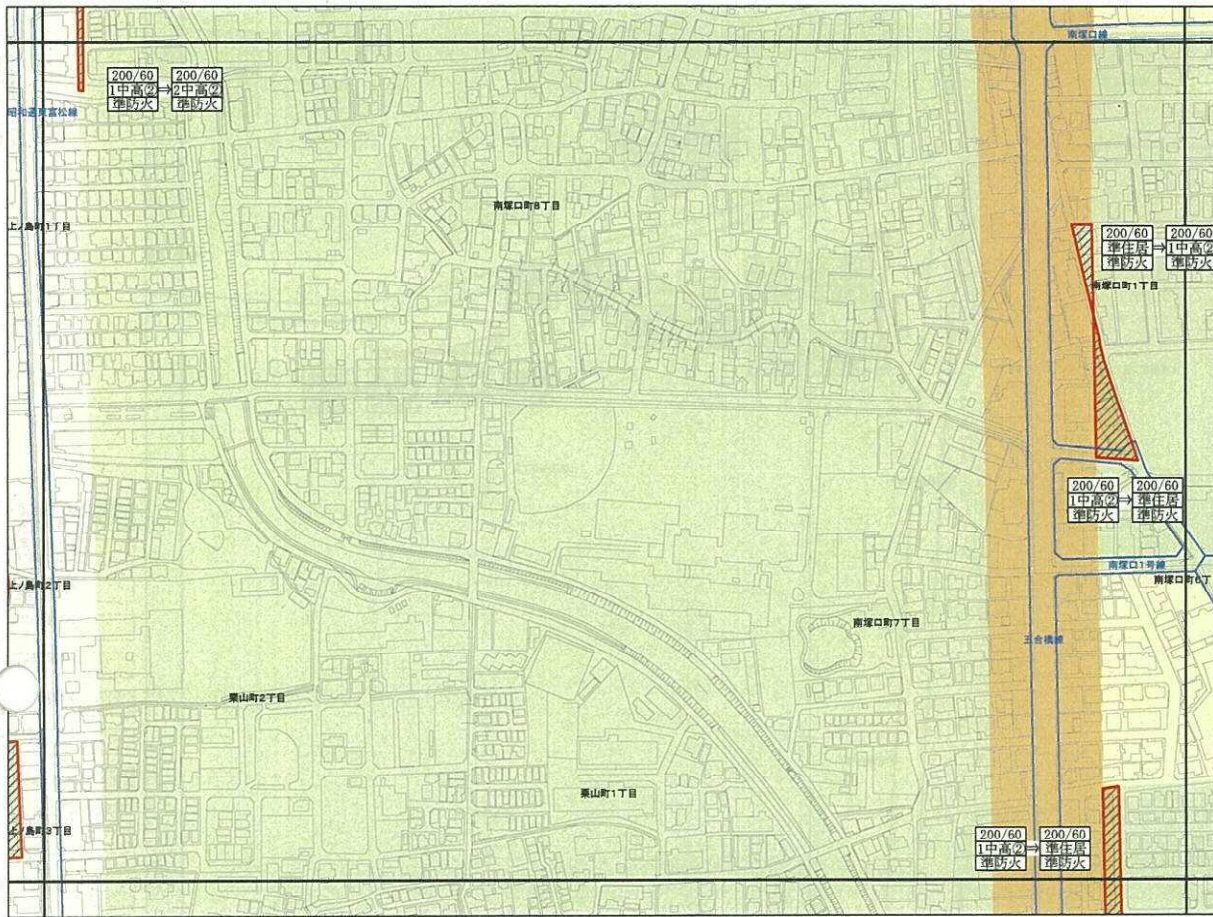 南塚口線
200/60 200/60
1中高②⇒2中高②
準防火 準防火
昭和通東富松線
南塚口町8丁目
上ノ島町1丁目
200/60 200/60
準住居⇒1中高②
準防火 準防火
南塚口町1丁目
200/60 200/60
1中高②⇒準住居
準防火 準防火
南塚口1号線
南塚口町6丁
上ノ島町2丁目
南塚口町7丁目
五合橋線
栗山町2丁目
栗山町1丁目
上ノ島町3丁目
200/60 200/60
1中高②⇒準住居
準防火 準防火